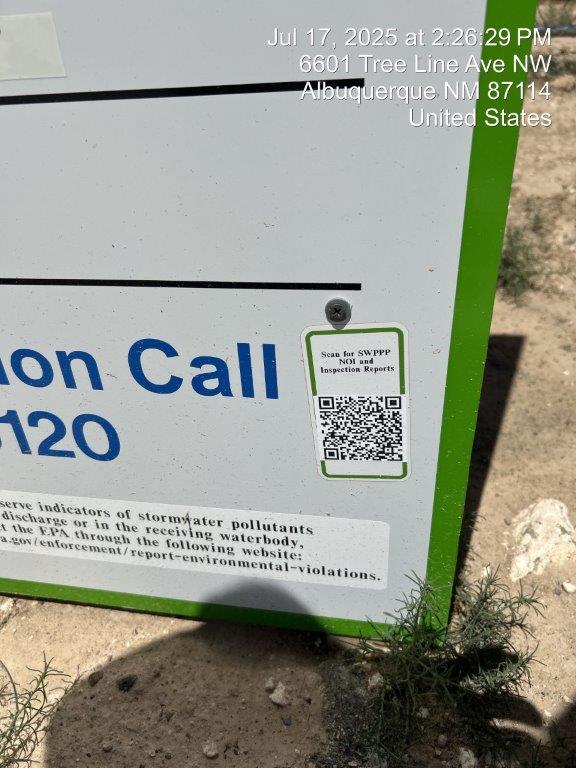 Jul 17, 2025 at 2:26:29 PM
6601 Tree Line Ave NW
Albuquerque NM 87114
United States
ion Call
120
Scan for SWPPP
NOI and
Inspection Reports
serve indicators of stormwater pollutants
discharge or in the receiving waterbody,
t the EPA through the following website:
a.gov/enforcement/report-environmental-violations.